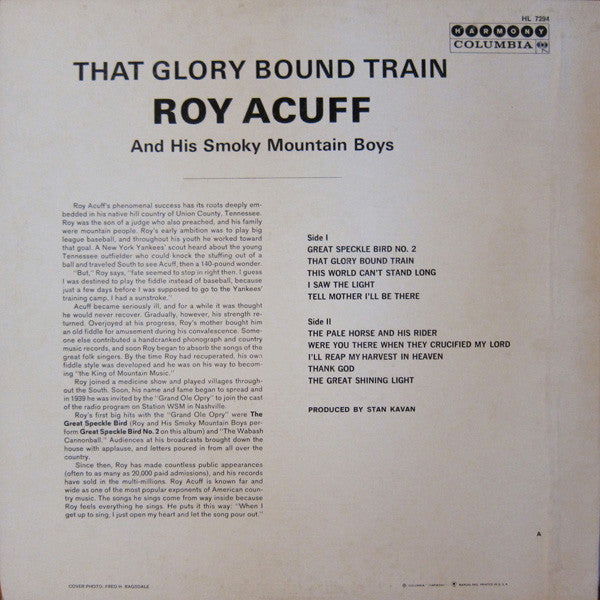 HL 7294
HARMONY
COLUMBIA
THAT GLORY BOUND TRAIN
ROY ACUFF
And His Smoky Mountain Boys
Roy Acuff's phenomenal success has its roots deeply em-
bedded in his native hill country of Union County, Tennessee.
Roy was the son of a judge who also preached, and his family
were mountain people. Roy's early ambition was to play big
league baseball, and throughout his youth he worked toward
that goal. A New York Yankees' scout heard about the young
Tennessee outfielder who could knock the stuffing out of a
ball and traveled South to see Acuff, then a 140-pound wonder.
"But," Roy says, "fate seemed to stop in right then. I guess
I was destined to play the fiddle instead of baseball, because
just a few days before I was supposed to go to the Yankees'
training camp, I had a sunstroke."
Acuff became seriously ill, and for a while it was thought
he would never recover. Gradually, however, his strength re-
turned. Overjoyed at his progress, Roy's mother bought him
an old fiddle for amusement during his convalescence. Some-
one else contributed a handcranked phonograph and country
music records, and soon Roy began to absorb the songs of the
great folk singers. By the time Roy had recuperated, his own
fiddle style was developed and he was on his way to becom-
ing "the King of Mountain Music."
Roy joined a medicine show and played villages through-
out the South. Soon, his name and fame began to spread and
in 1939 he was invited by the "Grand Ole Opry" to join the cast
of the radio program on Station WSM in Nashville.
Roy's first big hits with the "Grand Ole Opry" were The
Great Speckle Bird (Roy and His Smoky Mountain Boys per-
form Great Speckle Bird No. 2 on this album) and "The Wabash
Cannonball." Audiences at his broadcasts brought down the
house with applause, and letters poured in from all over the
country.
Since then, Roy has made countless public appearances
(often to as many as 20,000 paid admissions), and his records
have sold in the multi-millions. Roy Acuff is known far and
wide as one of the most popular exponents of American coun-
try music. The songs he sings come from way inside because
Roy feels everything he sings. He puts it this way: "When I
get up to sing, I just open my heart and let the song pour out."
Side I
GREAT SPECKLE BIRD NO. 2
THAT GLORY BOUND TRAIN
THIS WORLD CAN'T STAND LONG
I SAW THE LIGHT
TELL MOTHER I'LL BE THERE
Side II
THE PALE HORSE AND HIS RIDER
WERE YOU THERE WHEN THEY CRUCIFIED MY LORD
I'LL REAP MY HARVEST IN HEAVEN
THANK GOD
THE GREAT SHINING LIGHT
PRODUCED BY STAN KAVAN
A
COVER PHOTO: FRED H. RAGSDALE